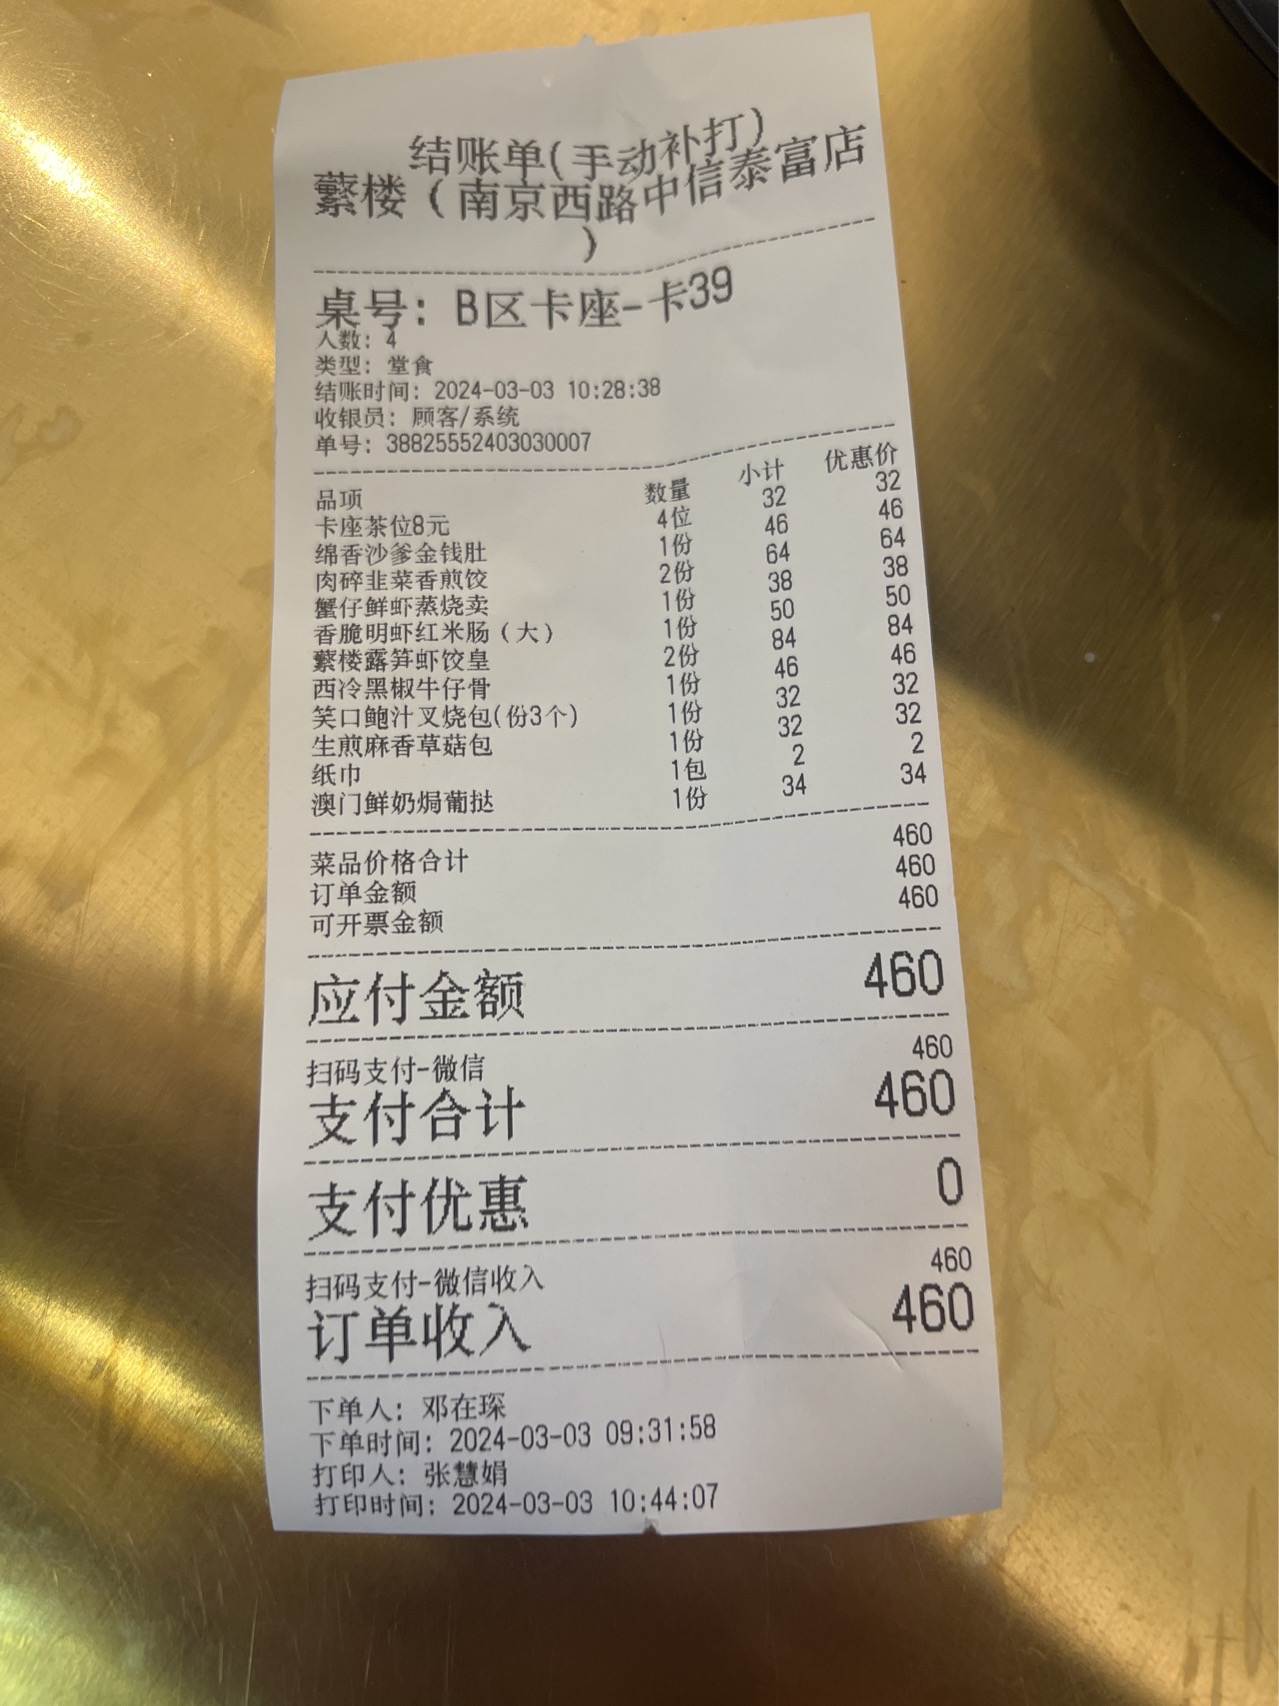 结账单(手动补打)
蘩楼（南京西路中信泰富店
）
桌号: B区卡座-卡39
人数: 4
类型: 堂食
结账时间: 2024-03-03 10:28:38
收银员: 顾客/系统
单号: 38825552403030007
品项 数量 小计 优惠价
卡座茶位8元 4位 32 32
绵香沙爹金钱肚 1份 46 46
肉碎韭菜香煎饺 2份 64 64
蟹仔鲜虾蒸烧卖 1份 38 38
香脆明虾红米肠（大） 1份 50 50
蘩楼露笋虾饺皇 2份 84 84
西冷黑椒牛仔骨 1份 46 46
笑口鲍汁叉烧包(份3个) 1份 32 32
生煎麻香草菇包 1份 32 32
纸巾 1包 2 2
澳门鲜奶焗葡挞 1份 34 34
菜品价格合计 460
订单金额 460
可开票金额 460
应付金额 460
扫码支付-微信 460
支付合计 460
支付优惠 0
扫码支付-微信收入 460
订单收入 460
下单人: 邓在琛
下单时间: 2024-03-03 09:31:58
打印人: 张慧娟
打印时间: 2024-03-03 10:44:07